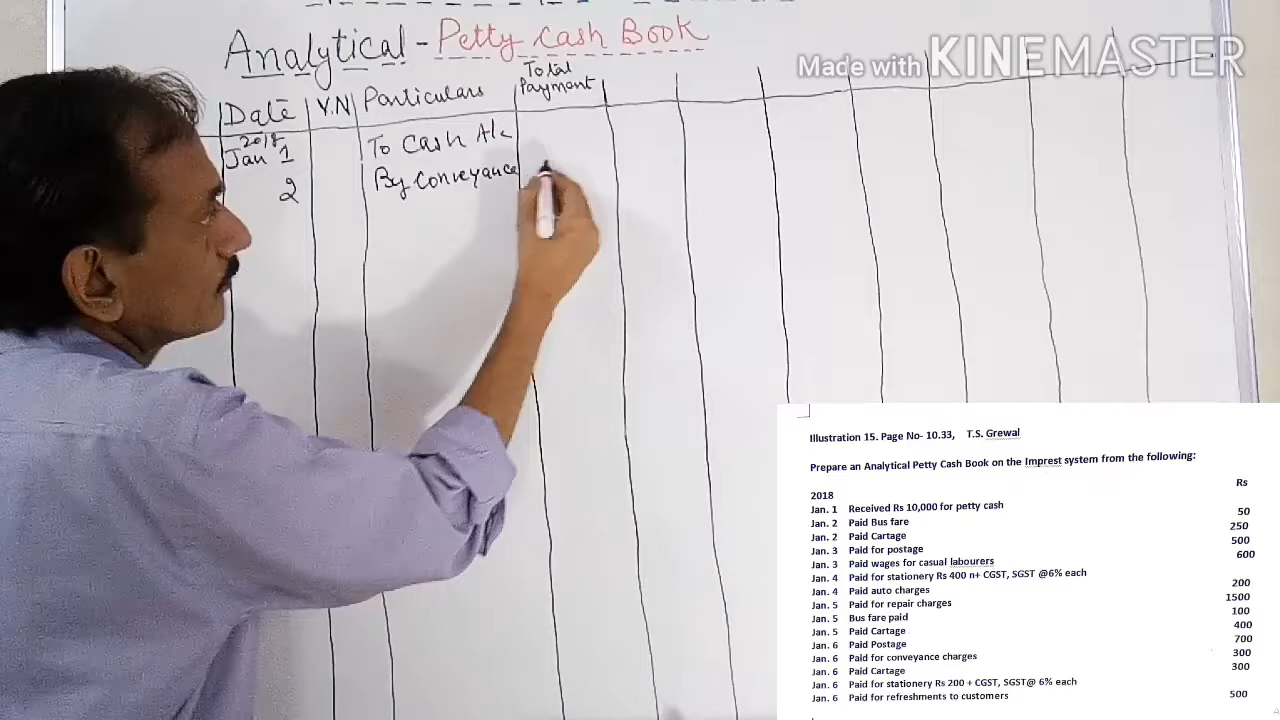 Analytical - Petty Cash Book
Made with KINEMASTER
Date V.N Particulars Total Payment
2018
Jan 1 To Cash A/c
2 By Conveyance
Illustration 15. Page No- 10.33, T.S. Grewal
Prepare an Analytical Petty Cash Book on the Imprest system from the following:
Rs
2018
Jan. 1 Received Rs 10,000 for petty cash
Jan. 2 Paid Bus fare 50
Jan. 2 Paid Cartage 250
Jan. 3 Paid for postage 500
Jan. 3 Paid wages for casual labourers 600
Jan. 4 Paid for stationery Rs 400 n+ CGST, SGST @6% each
Jan. 4 Paid auto charges 200
Jan. 5 Paid for repair charges 1500
Jan. 5 Bus fare paid 100
Jan. 5 Paid Cartage 400
Jan. 6 Paid Postage 700
Jan. 6 Paid for conveyance charges 300
Jan. 6 Paid Cartage 300
Jan. 6 Paid for stationery Rs 200 + CGST, SGST@ 6% each
Jan. 6 Paid for refreshments to customers 500